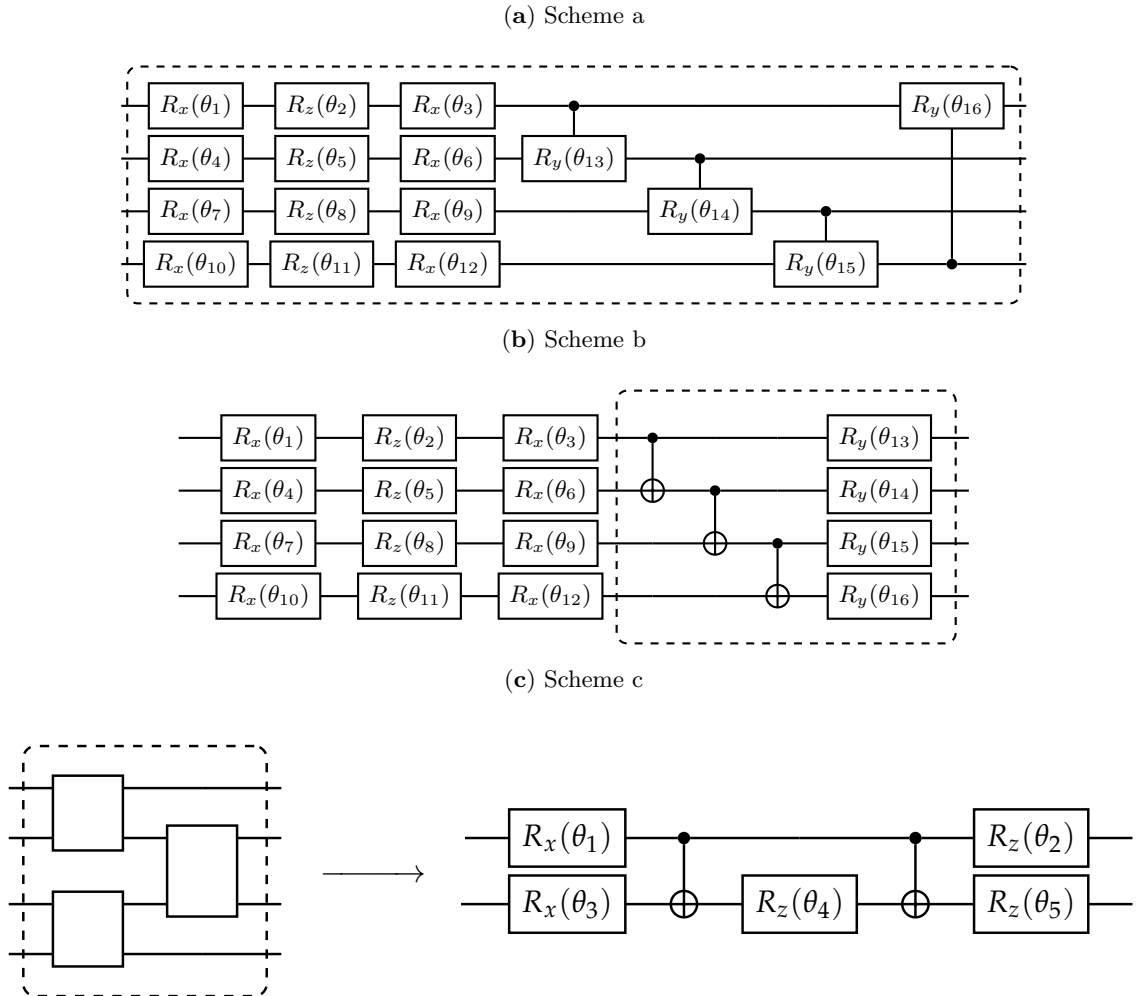 (a) Scheme a
R_x(θ_1) R_z(θ_2) R_x(θ_3) R_y(θ_16)
R_x(θ_4) R_z(θ_5) R_x(θ_6) R_y(θ_13)
R_x(θ_7) R_z(θ_8) R_x(θ_9) R_y(θ_14)
R_x(θ_10) R_z(θ_11) R_x(θ_12) R_y(θ_15)
(b) Scheme b
R_x(θ_1) R_z(θ_2) R_x(θ_3) R_y(θ_13)
R_x(θ_4) R_z(θ_5) R_x(θ_6) R_y(θ_14)
R_x(θ_7) R_z(θ_8) R_x(θ_9) R_y(θ_15)
R_x(θ_10) R_z(θ_11) R_x(θ_12) R_y(θ_16)
(c) Scheme c
R_x(θ_1) R_z(θ_2)
R_x(θ_3) R_z(θ_4) R_z(θ_5)